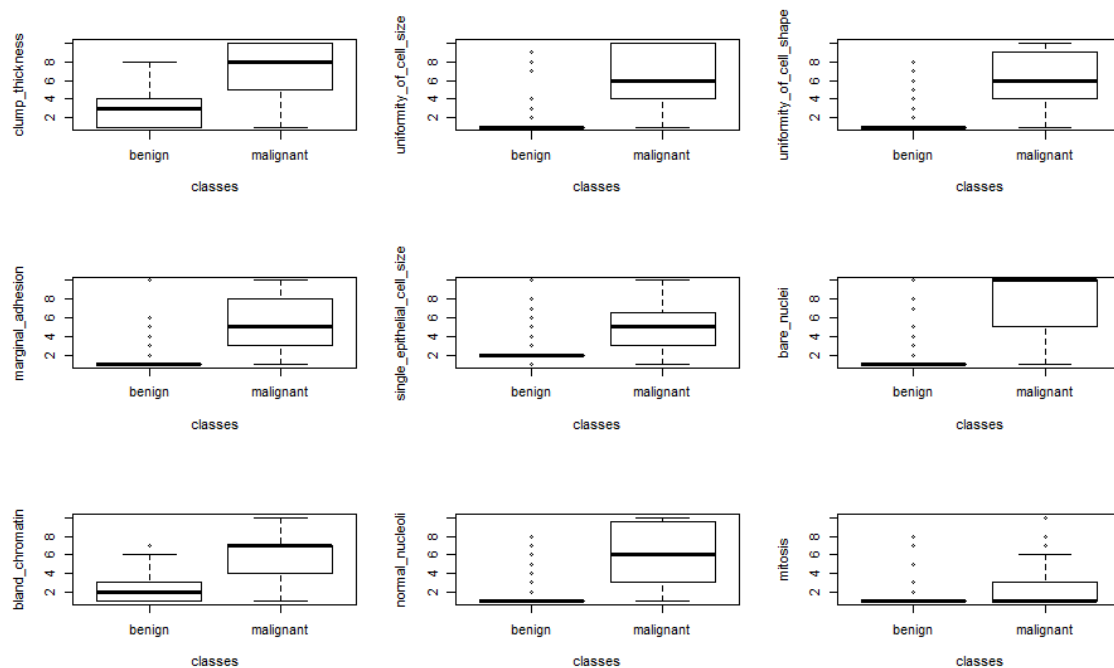 clump_thickness
8
6
4
2
benign
malignant
classes
uniformity_of_cell_size
8
6
4
2
benign
malignant
classes
uniformity_of_cell_shape
8
6
4
2
benign
malignant
classes
marginal_adhesion
8
6
4
2
benign
malignant
classes
single_epithelial_cell_size
8
6
4
2
benign
malignant
classes
bare_nuclei
8
6
4
2
benign
malignant
classes
bland_chromatin
8
6
4
2
benign
malignant
classes
normal_nucleoli
8
6
4
2
benign
malignant
classes
mitosis
8
6
4
2
benign
malignant
classes